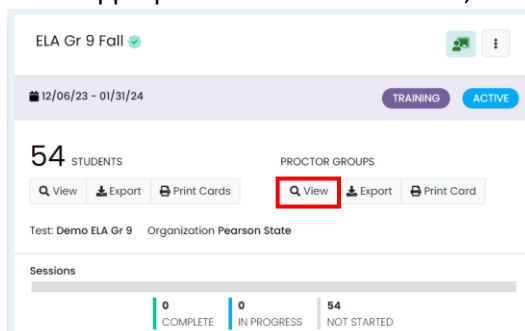 ELA Gr 9 Fall
12/06/23 - 01/31/24 TRAINING ACTIVE
54 STUDENTS PROCTOR GROUPS
View Export Print Cards View Export Print Card
Test: Demo ELA Gr 9 Organization Pearson State
Sessions
0 0 54
COMPLETE IN PROGRESS NOT STARTED